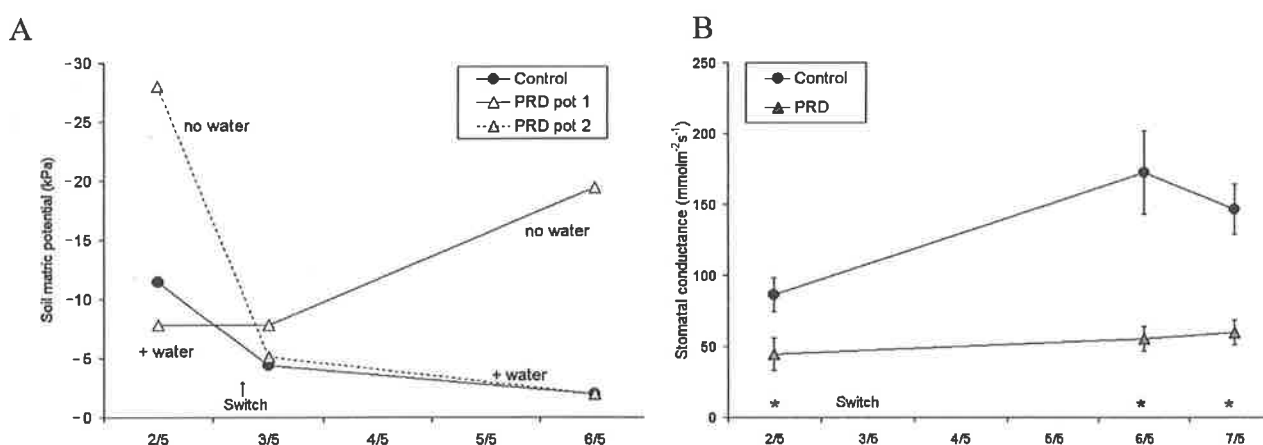 A
−30
−25
−20
−15
−10
−5
−0
Soil matric potential (kPa)
Control
PRD pot 1
PRD pot 2
no water
no water
+ water
+ water
Switch
2/5
3/5
4/5
5/5
6/5
B
250
200
150
100
50
0
Stomatal conductance (mmolm⁻²s⁻¹)
Control
PRD
*
Switch
*
*
2/5
3/5
4/5
6/5
6/5
7/5